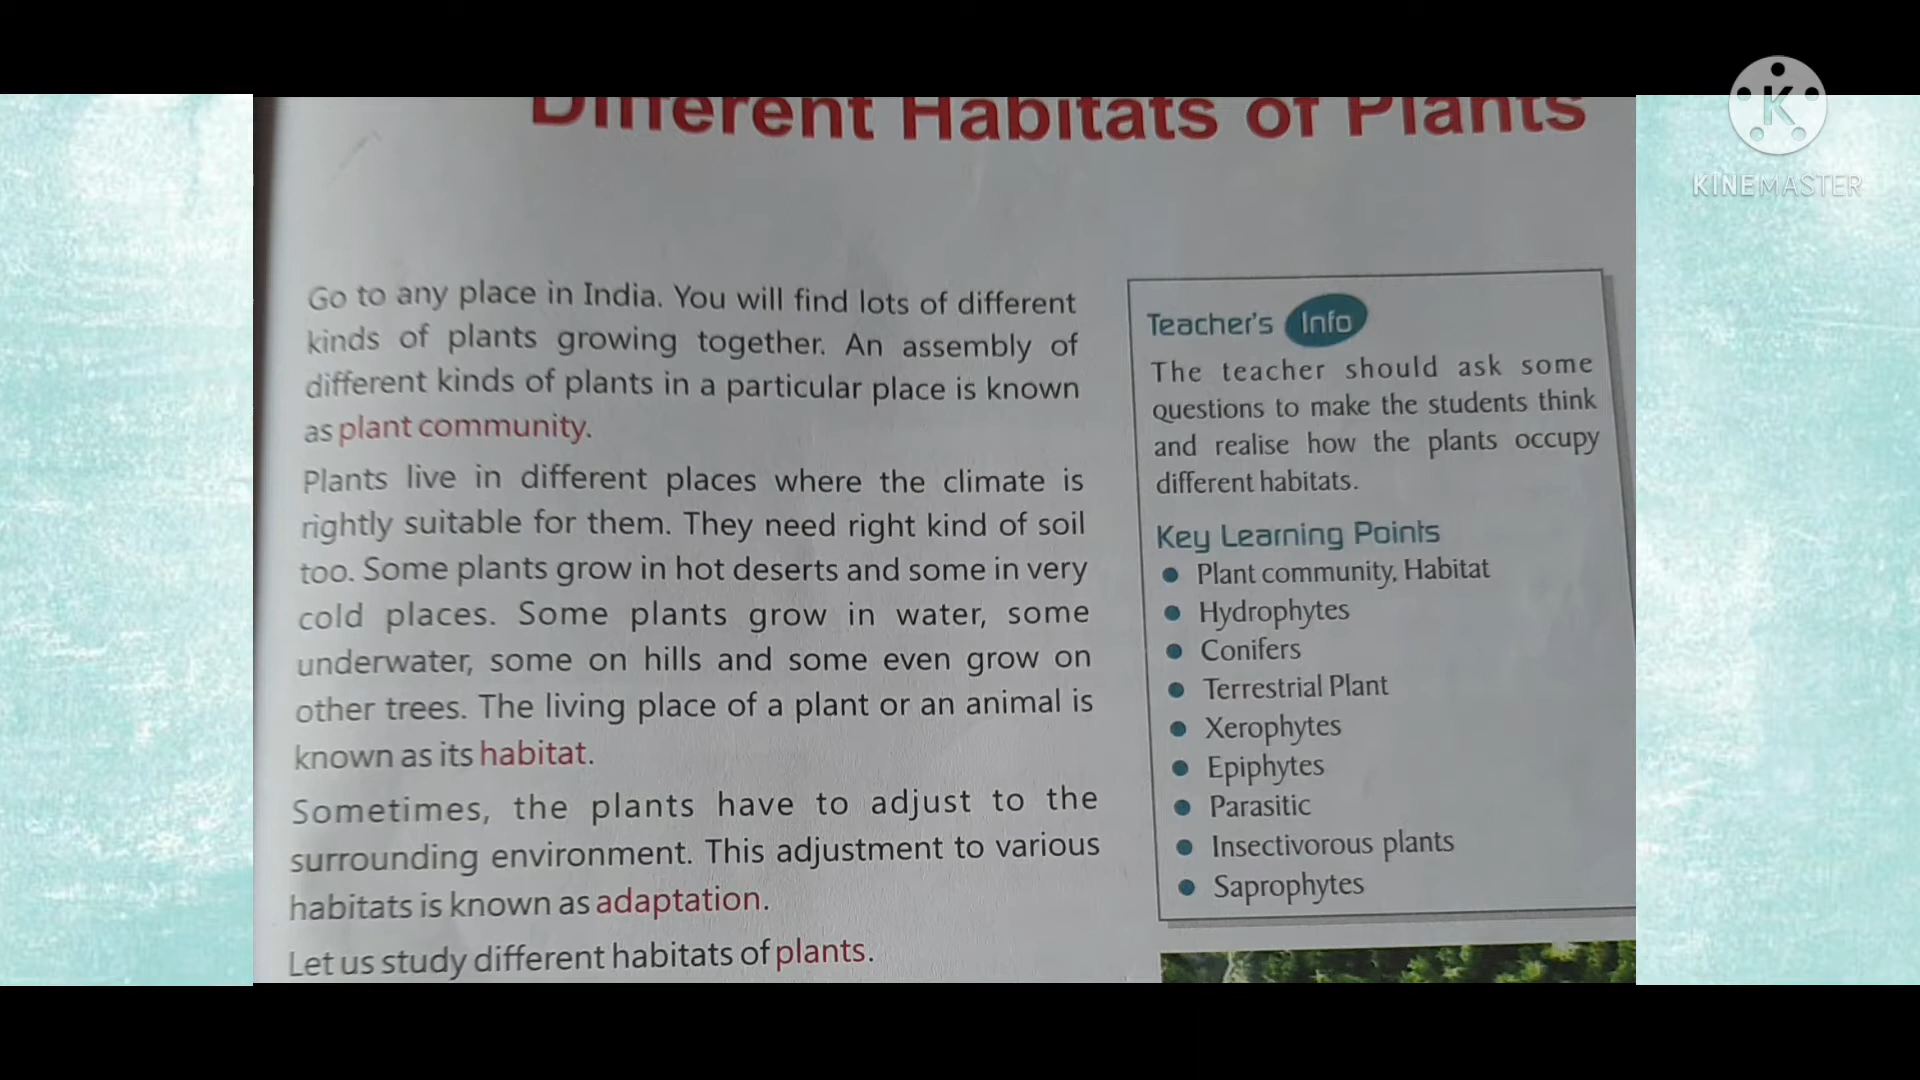 Different Habitats of Plants
K
KINEMASTER
Go to any place in India. You will find lots of different
kinds of plants growing together. An assembly of
different kinds of plants in a particular place is known
as plant community.
Plants live in different places where the climate is
rightly suitable for them. They need right kind of soil
too. Some plants grow in hot deserts and some in very
cold places. Some plants grow in water, some
underwater, some on hills and some even grow on
other trees. The living place of a plant or an animal is
known as its habitat.
Sometimes, the plants have to adjust to the
surrounding environment. This adjustment to various
habitats is known as adaptation.
Let us study different habitats of plants.
Teacher's Info
The teacher should ask some
questions to make the students think
and realise how the plants occupy
different habitats.
Key Learning Points
• Plant community, Habitat
• Hydrophytes
• Conifers
• Terrestrial Plant
• Xerophytes
• Epiphytes
• Parasitic
• Insectivorous plants
• Saprophytes